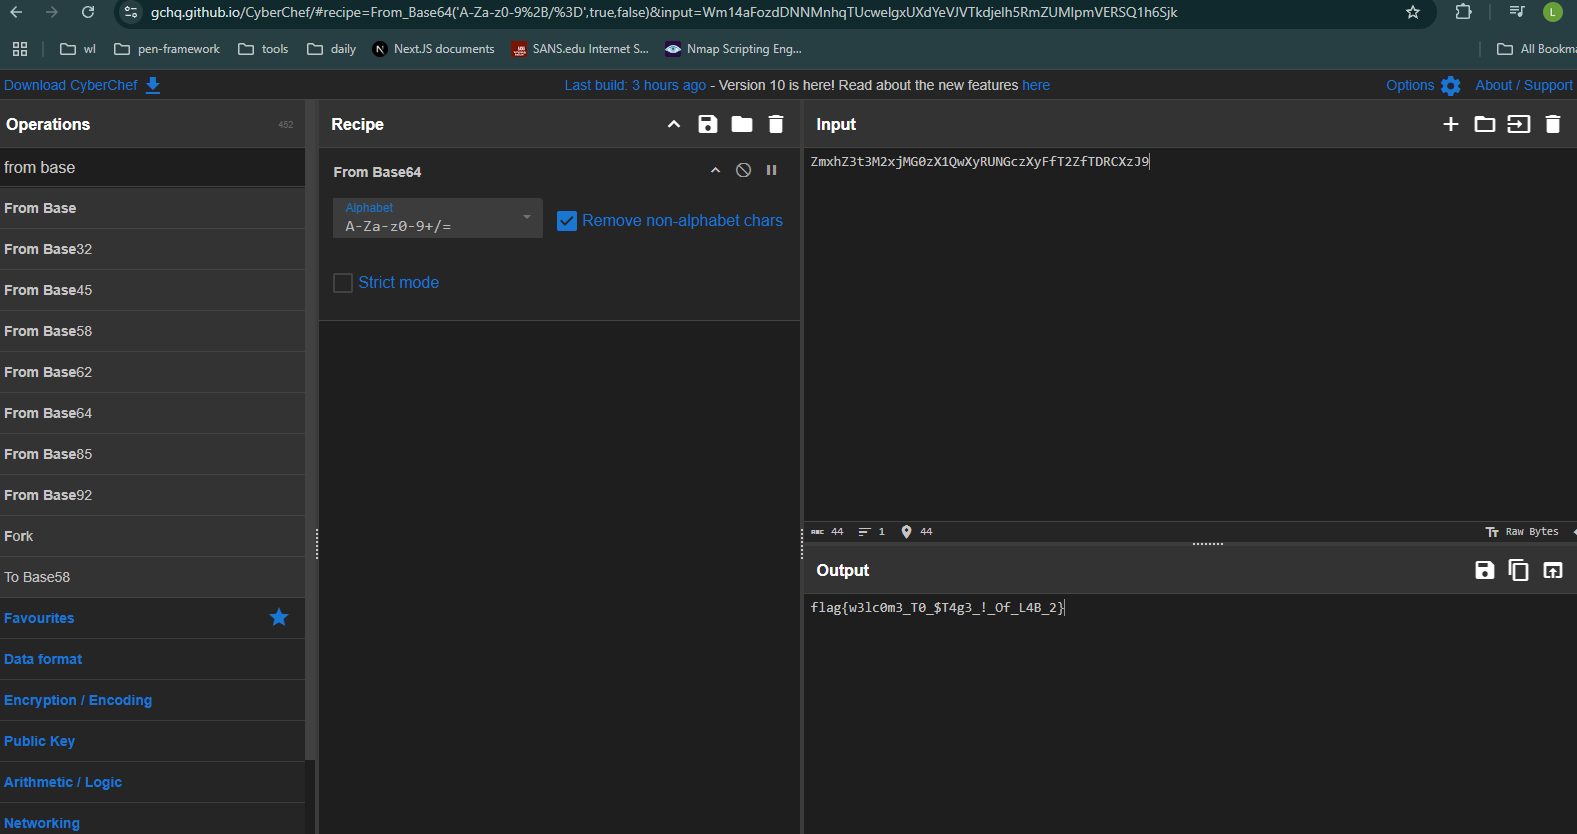 gchq.github.io/CyberChef/#recipe=From_Base64('A-Za-z0-9%2B/%3D',true,false)&input=Wm14aFozdDNNMnhqTUcwelgxUXdYeVJVTkdjelh5RmZUMlpmVERSQ1h6Sjk
L
wl pen-framework tools daily N NextJS documents SANS.edu Internet S... Nmap Scripting Eng... All Bookma
Download CyberChef Last build: 3 hours ago - Version 10 is here! Read about the new features here Options About / Support
Operations 452
Recipe
Input
from base
From Base
From Base32
From Base45
From Base58
From Base62
From Base64
From Base85
From Base92
Fork
To Base58
Favourites
Data format
Encryption / Encoding
Public Key
Arithmetic / Logic
Networking
From Base64
Alphabet
A-Za-z0-9+/=
Remove non-alphabet chars
Strict mode
ZmxhZ3t3M2xjMG0zX1QwXyRUNGczXyFfT2ZfTDRCXzJ9
ABC 44 1 44 Tt Raw Bytes
Output
flag{w3lc0m3_T0_$T4g3_!_Of_L4B_2}